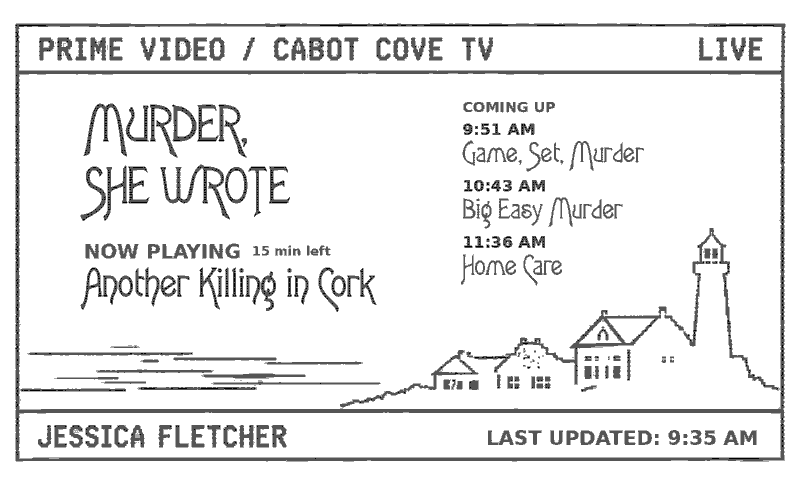 PRIME VIDEO / CABOT COVE TV
LIVE
MURDER,
SHE WROTE
NOW PLAYING 15 min left
Another Killing in Cork
COMING UP
9:51 AM
Game, Set, Murder
10:43 AM
Big Easy Murder
11:36 AM
Home Care
JESSICA FLETCHER
LAST UPDATED: 9:35 AM